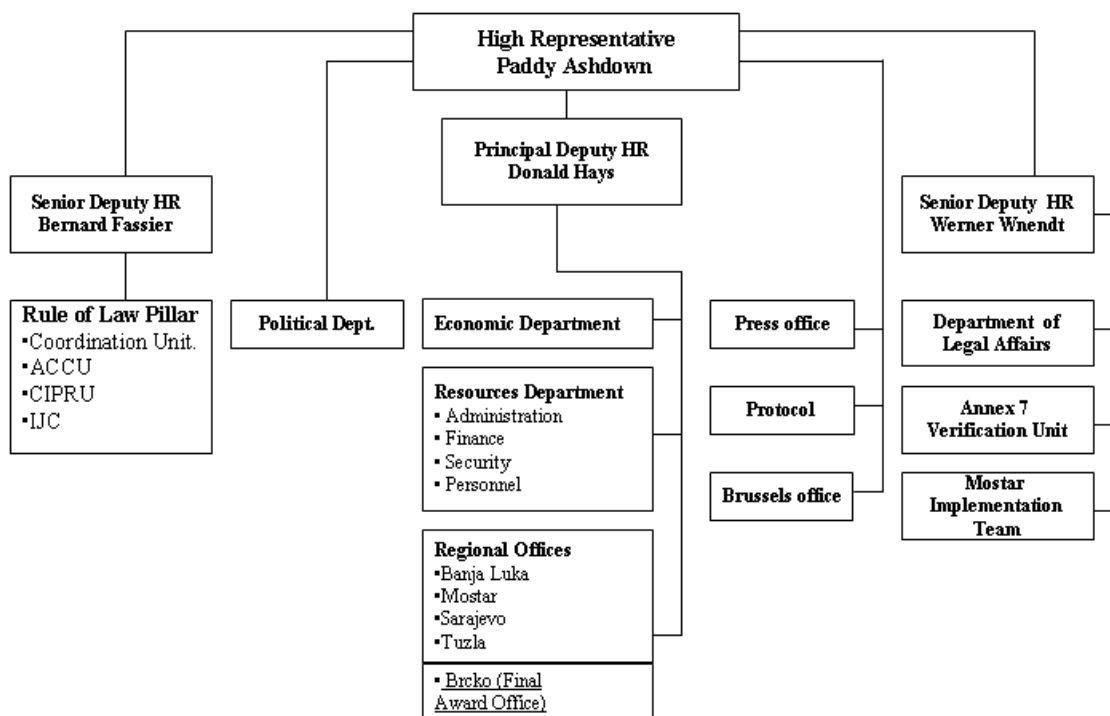 High Representative
Paddy Ashdown
Principal Deputy HR
Donald Hays
Senior Deputy HR
Bernard Fassier
Senior Deputy HR
Werner Wnendt
Rule of Law Pillar
▪Coordination Unit.
▪ACCU
▪CIPRU
▪IJC
Political Dept.
Economic Department
Resources Department
▪ Administration
▪ Finance
▪ Security
▪ Personnel
Regional Offices
▪Banja Luka
▪Mostar
▪Sarajevo
▪Tuzla
▪ Brcko (Final
Award Office)
Press office
Protocol
Brussels office
Department of
Legal Affairs
Annex 7
Verification Unit
Mostar
Implementation
Team